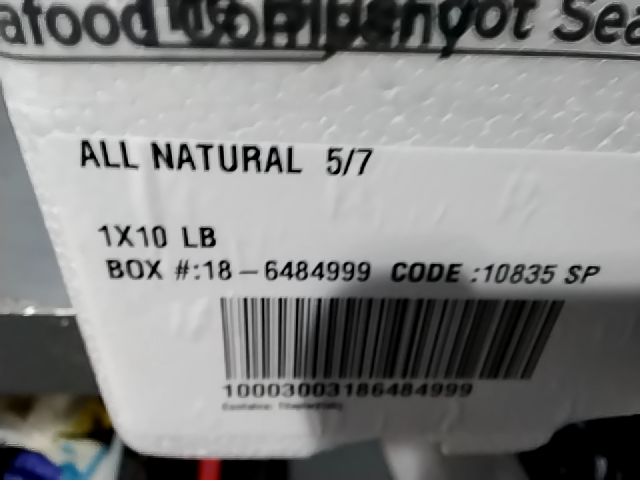 ALL NATURAL 5/7
1X10 LB
BOX #:18-6484999 CODE :10835 SP
10003003186484999